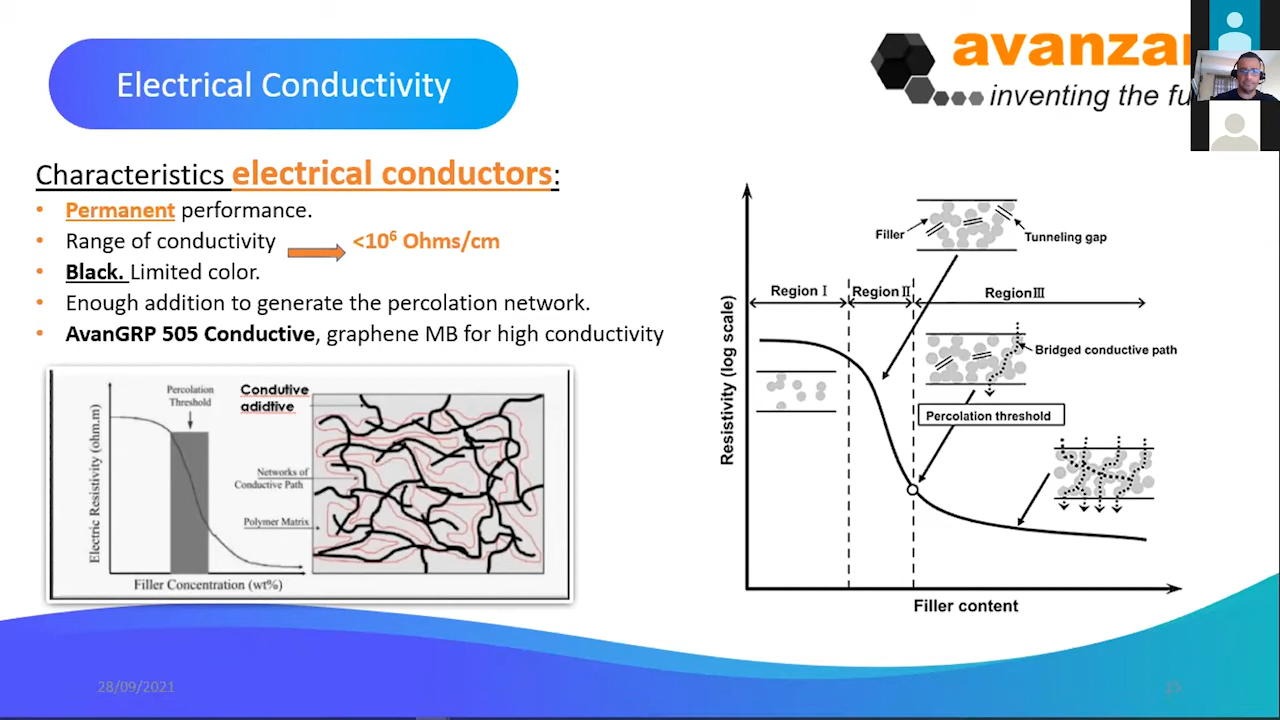 Electrical Conductivity
avanzar
inventing the fu
Characteristics electrical conductors:
• Permanent performance.
• Range of conductivity <10⁶ Ohms/cm
• Black. Limited color.
• Enough addition to generate the percolation network.
• AvanGRP 505 Conductive, graphene MB for high conductivity
Percolation
Threshold
Condutive
adidtive
Networks of
Conductive Path
Polymer Matrix
Electric Resistivity (ohm.m)
Filler Concentration (wt%)
Filler
Tunneling gap
Region Ⅰ
Region Ⅱ
Region Ⅲ
Bridged conductive path
Percolation threshold
Resistivity (log scale)
Filler content
28/09/2021